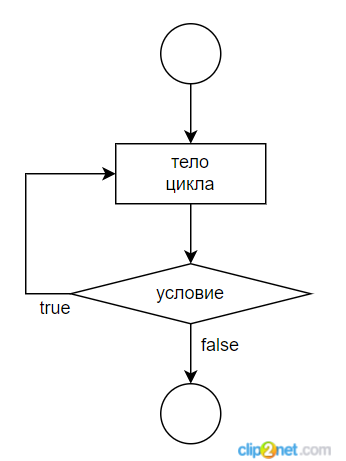 тело
цикла
условие
true
false
clip2net.com